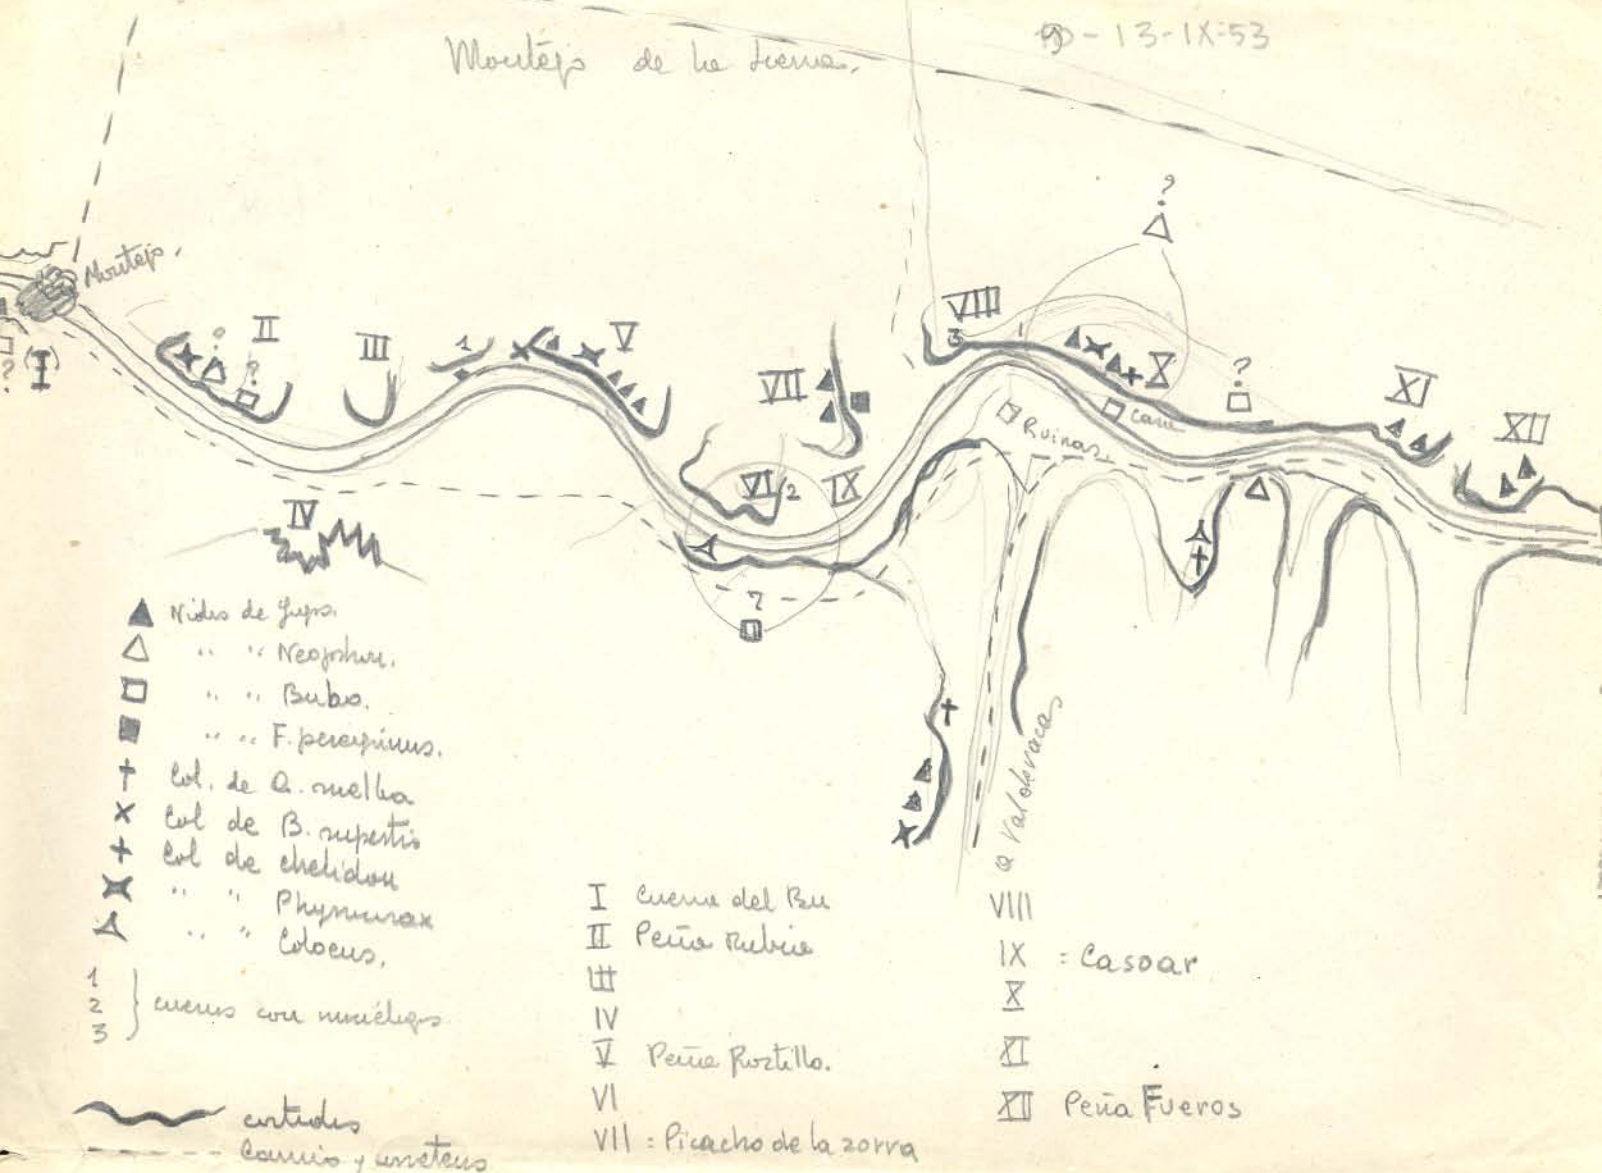 Montejo de la Sierra.
13-IX-53
?
Montejo.
VIII
3
II
?
?
III
1
V
VII
X
?
XI
XII
? (I)
Ruinas
Casa
VI
2
IX
IV
?
a Valdevacas
Nidos de Gyps.
" " Neophron.
" " Bubo.
" " F. peregrinus.
Col. de A. melba
Col de B. rupestris
Col de chelidon
" " Phyrrocorax
" " Coloeus.
1
2
3
cuevas con murciélagos
cortados
Caminos y carreteras
I Cueva del Bu
II Peña Rubia
III
IV
V Peña Portillo.
VI
VII : Picacho de la zorra
VIII
IX : Casoar
X
XI
XII Peña Fueros